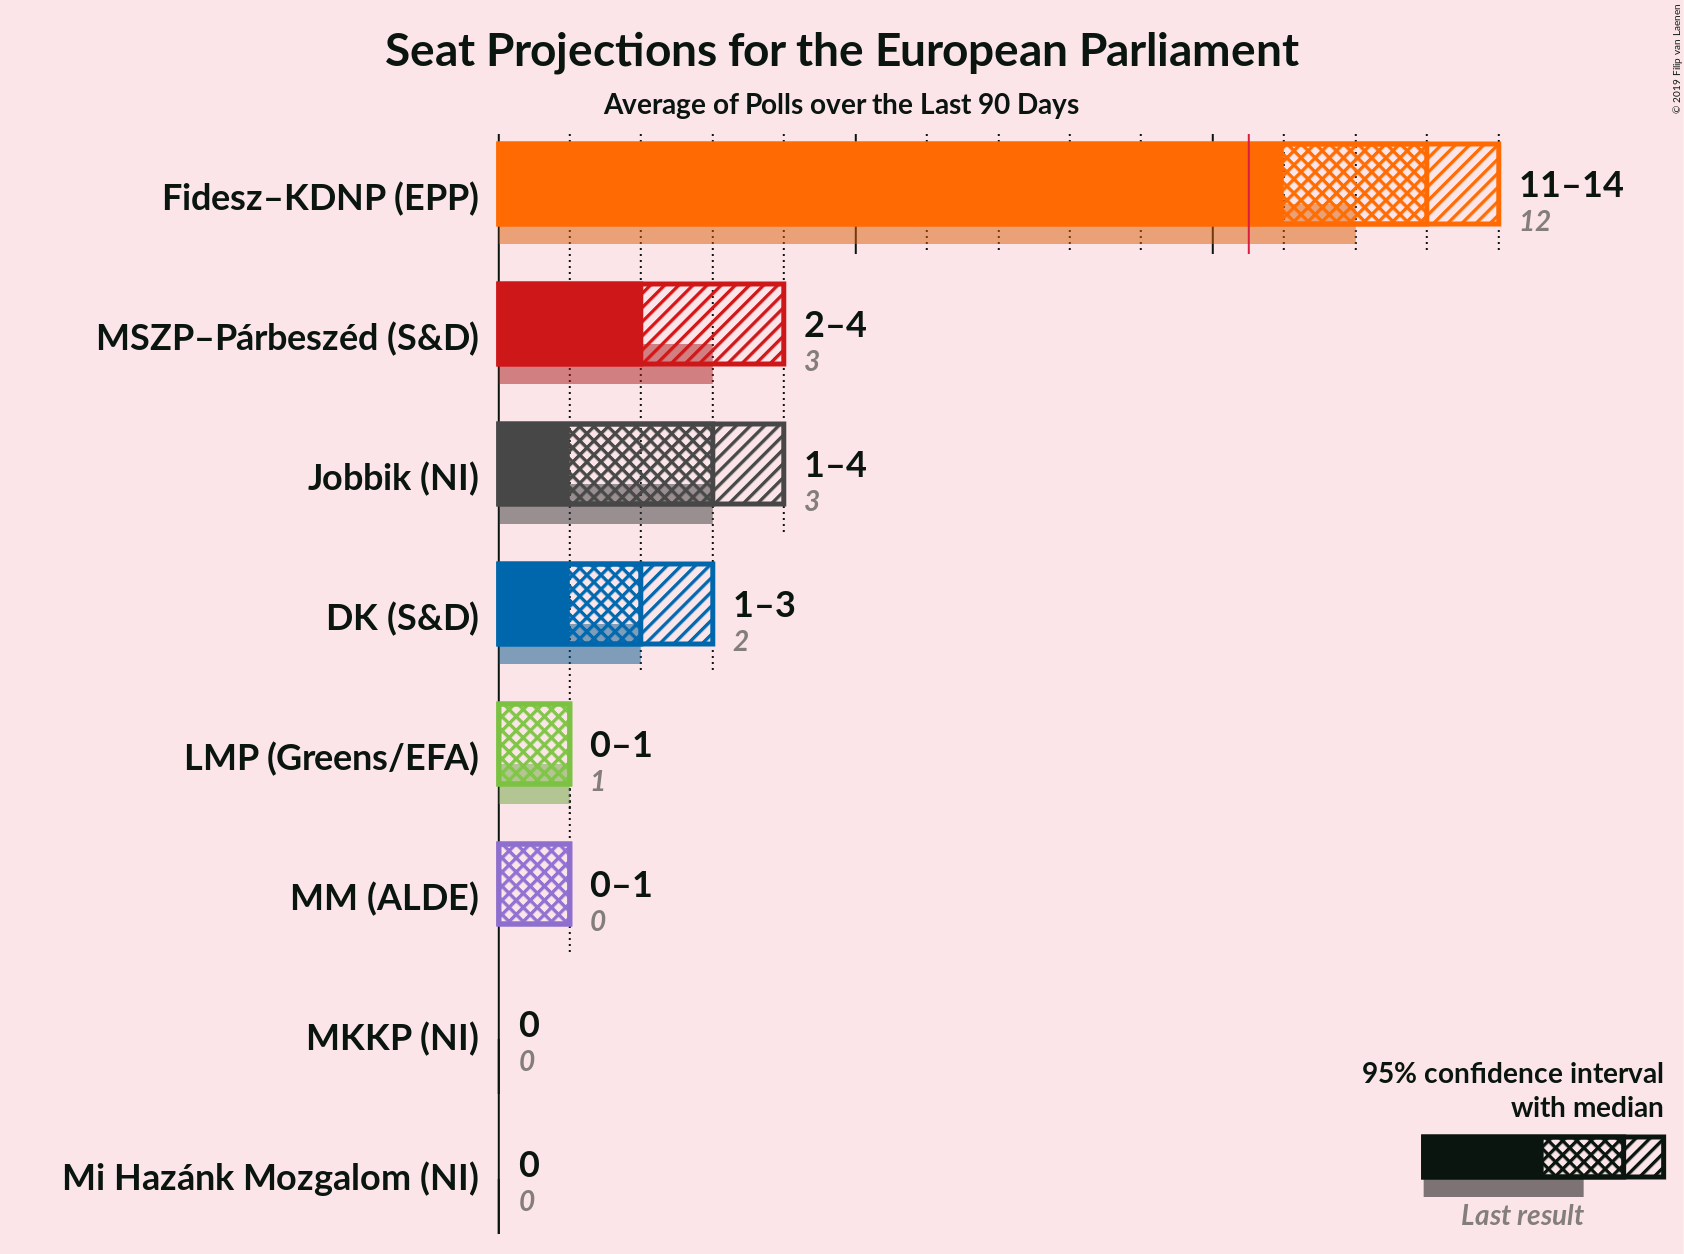 Seat Projections for the European Parliament
Average of Polls over the Last 90 Days
© 2019 Filip van Laenen
Fidesz–KDNP (EPP)
11–14
12
MSZP–Párbeszéd (S&D)
2–4
3
Jobbik (NI)
1–4
3
DK (S&D)
1–3
2
LMP (Greens/EFA)
0–1
1
MM (ALDE)
0–1
0
MKKP (NI)
0
0
Mi Hazánk Mozgalom (NI)
0
0
95% confidence interval
with median
Last result